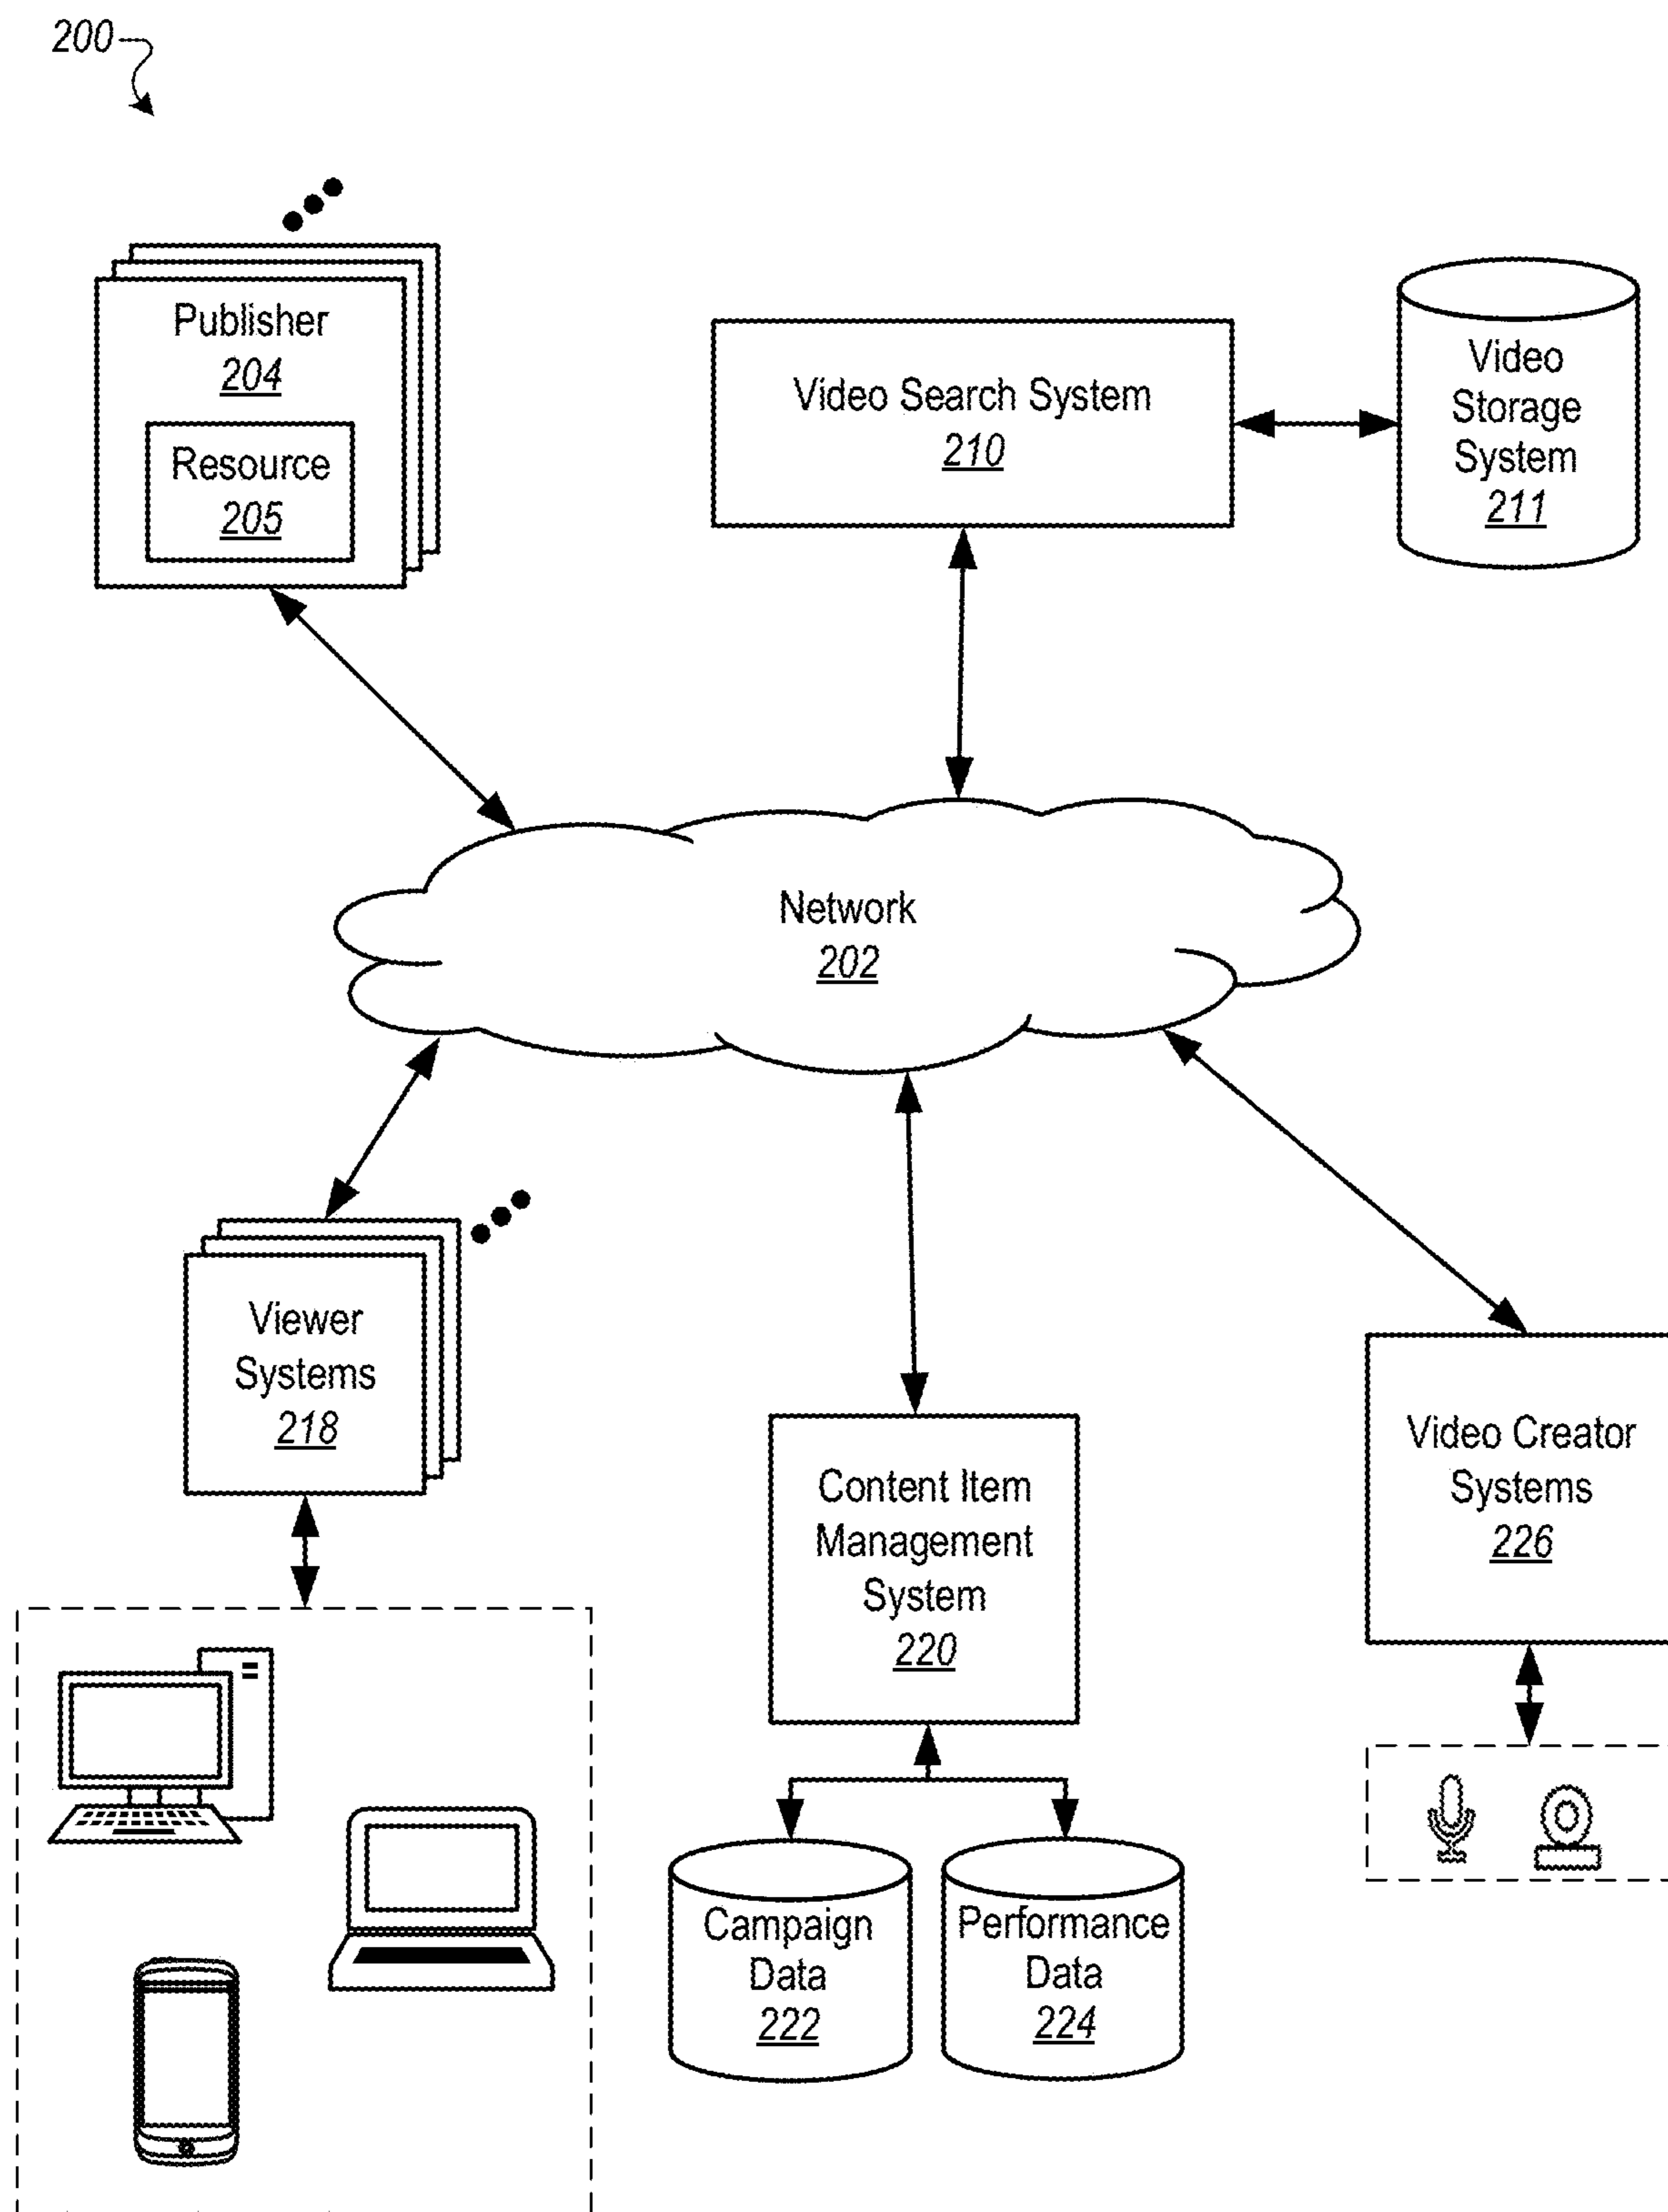 200
Publisher
204
Resource
205
Video Search System
210
Video
Storage
System
211
Network
202
Viewer
Systems
218
Content Item
Management
System
220
Video Creator
Systems
226
Campaign
Data
222
Performance
Data
224